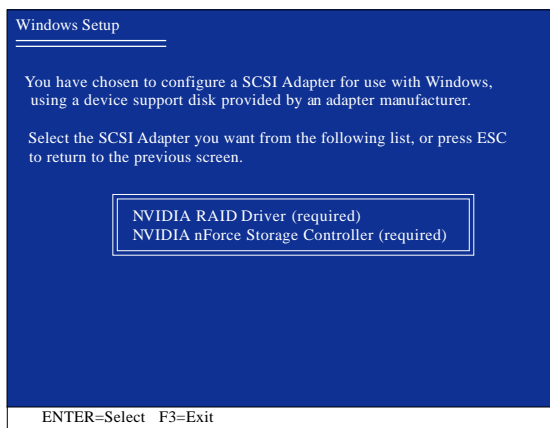 Windows Setup
You have chosen to configure a SCSI Adapter for use with Windows,
using a device support disk provided by an adapter manufacturer.
Select the SCSI Adapter you want from the following list, or press ESC
to return to the previous screen.
NVIDIA RAID Driver (required)
NVIDIA nForce Storage Controller (required)
ENTER=Select F3=Exit